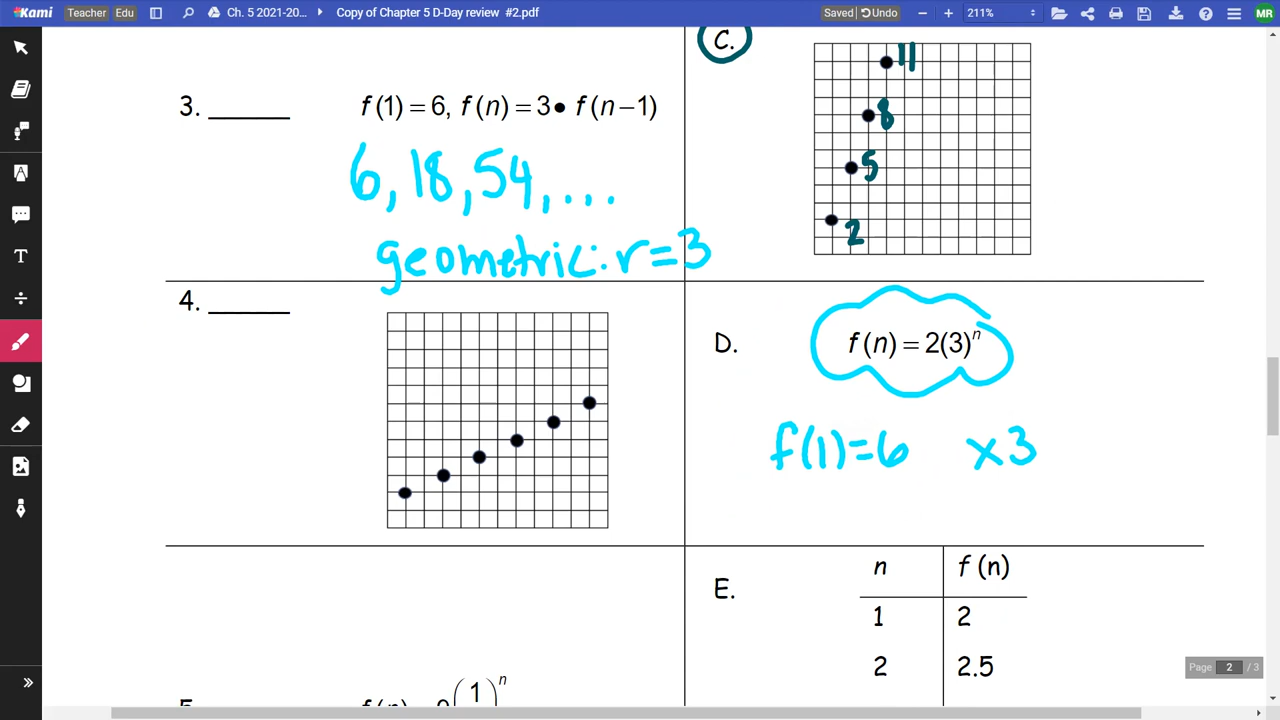 Kami Teacher Edu Ch. 5 2021-20... Copy of Chapter 5 D-Day review #2.pdf Saved Undo 211% MR
C.
11
8
5
2
3. ______ f(1) = 6, f(n) = 3• f(n−1)
6, 18, 54, ...
geometric: r=3
4. ______
D. f(n) = 2(3)ⁿ
f(1)=6 x3
E. n f(n)
1 2
2 2.5
Page 2 / 3
n
1